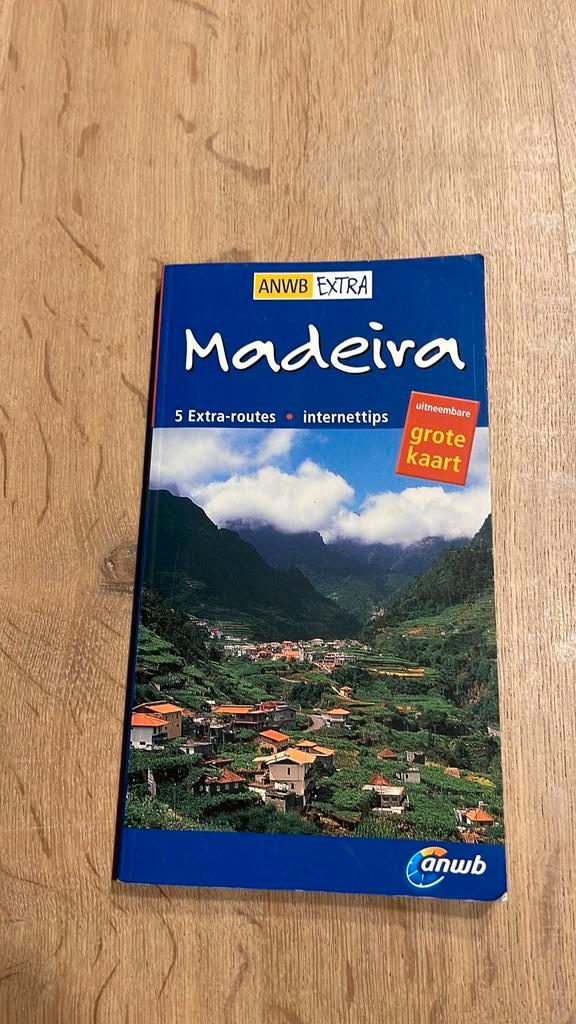 ANWB EXTRA
Madeira
5 Extra-routes • internettips
uitneembare
grote
kaart
anwb